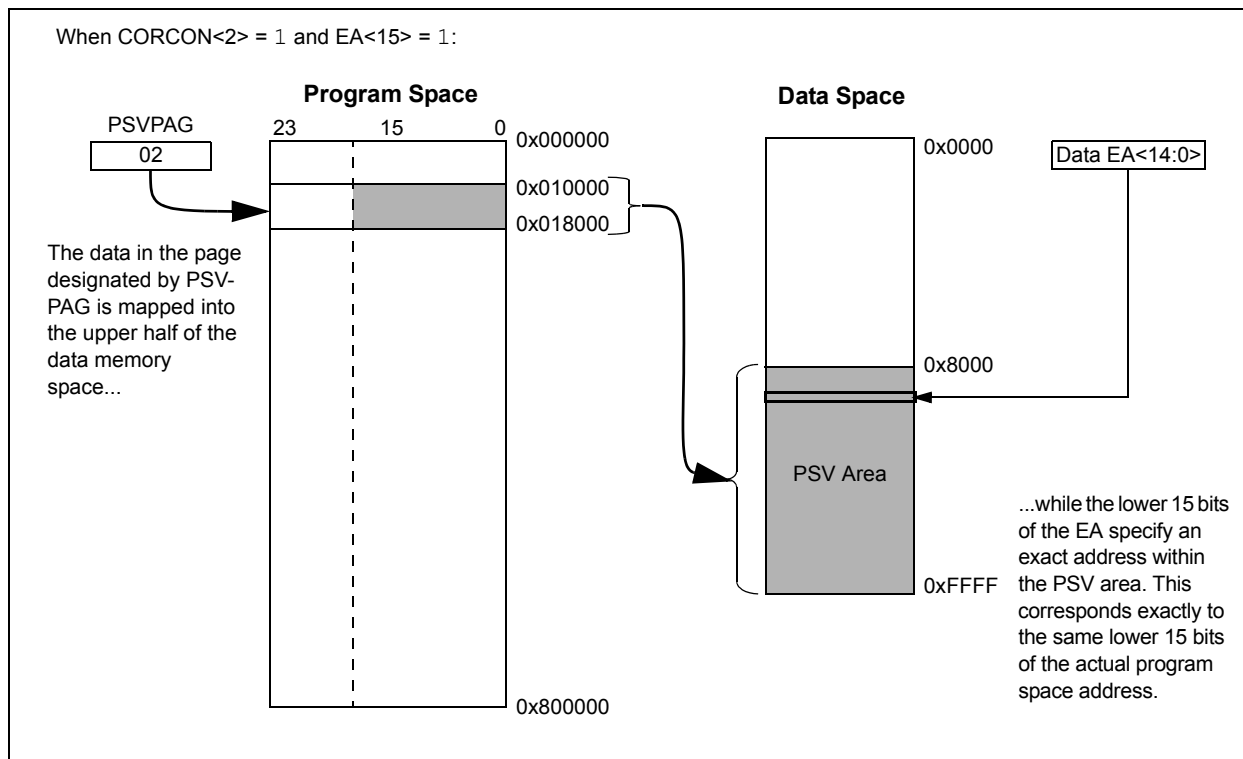 When CORCON<2> = 1 and EA<15> = 1:
Program Space
Data Space
PSVPAG
02
23 15 0
0x000000
0x010000
0x018000
0x800000
The data in the page
designated by PSV-
PAG is mapped into
the upper half of the
data memory
space...
0x0000
0x8000
0xFFFF
PSV Area
Data EA<14:0>
...while the lower 15 bits
of the EA specify an
exact address within
the PSV area. This
corresponds exactly to
the same lower 15 bits
of the actual program
space address.